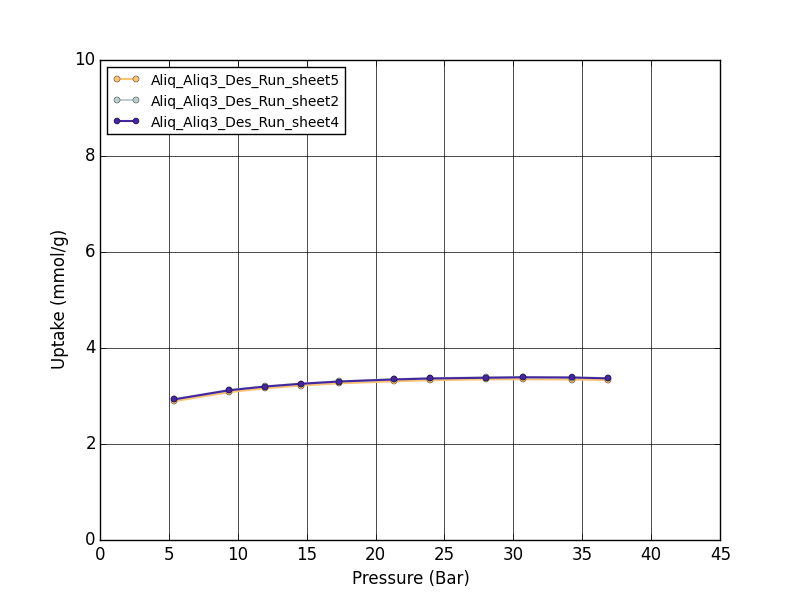 10
8
6
4
2
0
Uptake (mmol/g)
Aliq_Aliq3_Des_Run_sheet5
Aliq_Aliq3_Des_Run_sheet2
Aliq_Aliq3_Des_Run_sheet4
0 5 10 15 20 25 30 35 40 45
Pressure (Bar)